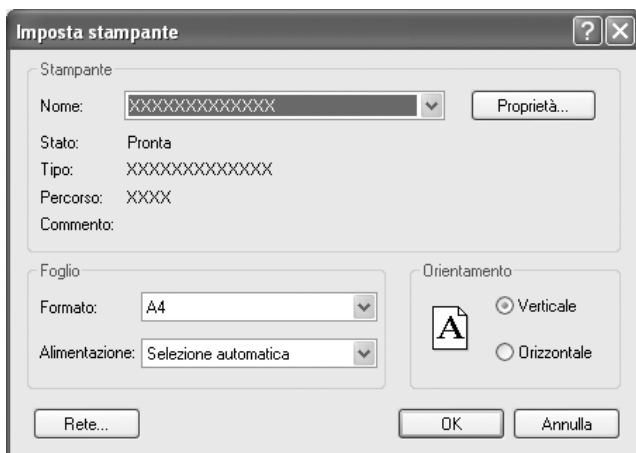 Imposta stampante
Stampante
Nome: XXXXXXXXXXXXX Proprietà...
Stato: Pronta
Tipo: XXXXXXXXXXXXX
Percorso: XXXX
Commento:
Foglio
Formato: A4
Alimentazione: Selezione automatica
Orientamento
A
Verticale
Orizzontale
Rete... OK Annulla